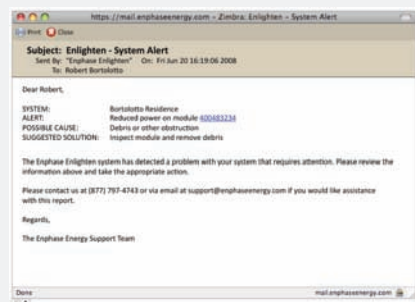 https://mail.enphaseenergy.com - Zimbra: Enlighten - System Alert
Print Close
Subject: Enlighten - System Alert
Sent By: "Enphase Enlighten" On: Fri Jun 20 16:19:06 2008
To: Robert Bortolotto
Dear Robert,
SYSTEM: Bortolotto Residence
ALERT: Reduced power on module 400483234
POSSIBLE CAUSE: Debris or other obstruction
SUGGESTED SOLUTION: Inspect module and remove debris
The Enphase Enlighten system has detected a problem with your system that requires attention. Please review the
information above and take the appropriate action.
Please contact us at (877) 797-4743 or via email at support@enphaseenergy.com if you would like assistance
with this report.
Regards,
The Enphase Energy Support Team
Done mail.enphaseenergy.com